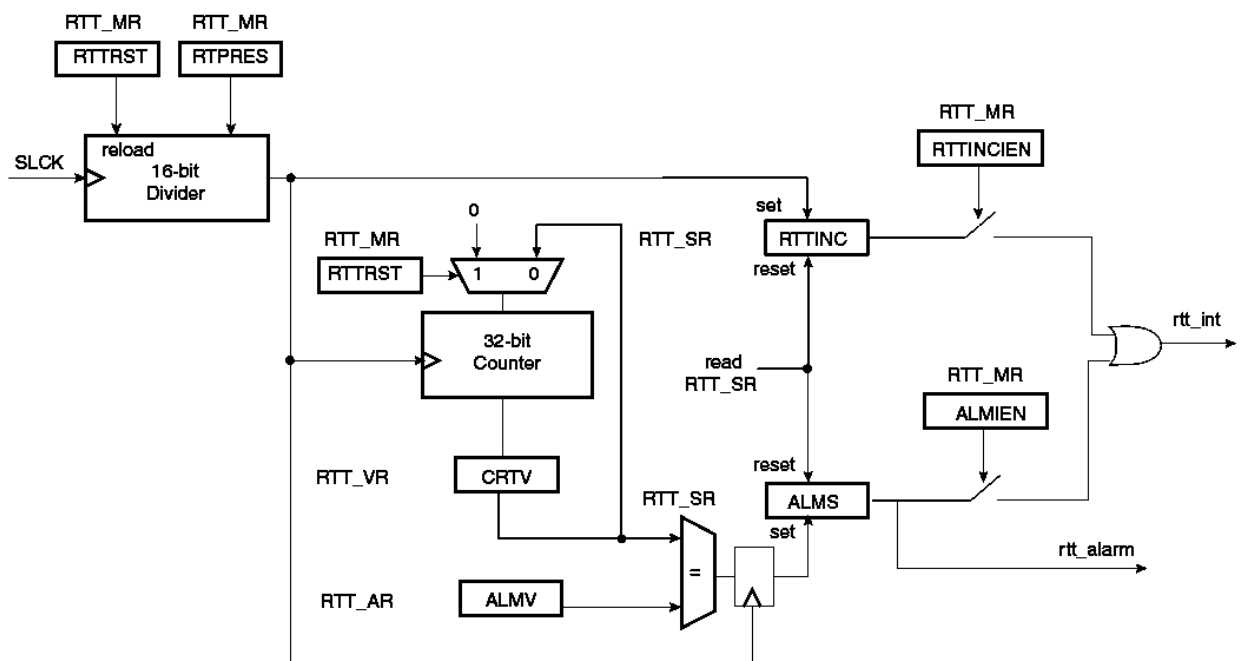 RTT_MR
RTT_MR
RTTRST
RTPRES
RTT_MR
RTTINCIEN
reload
SLCK
16-bit
Divider
set
0
RTT_MR
RTT_SR
RTTINC
RTTRST
1
0
reset
32-bit
Counter
rtt_int
read
RTT_SR
RTT_MR
ALMIEN
reset
RTT_VR
CRTV
RTT_SR
ALMS
set
rtt_alarm
=
RTT_AR
ALMV